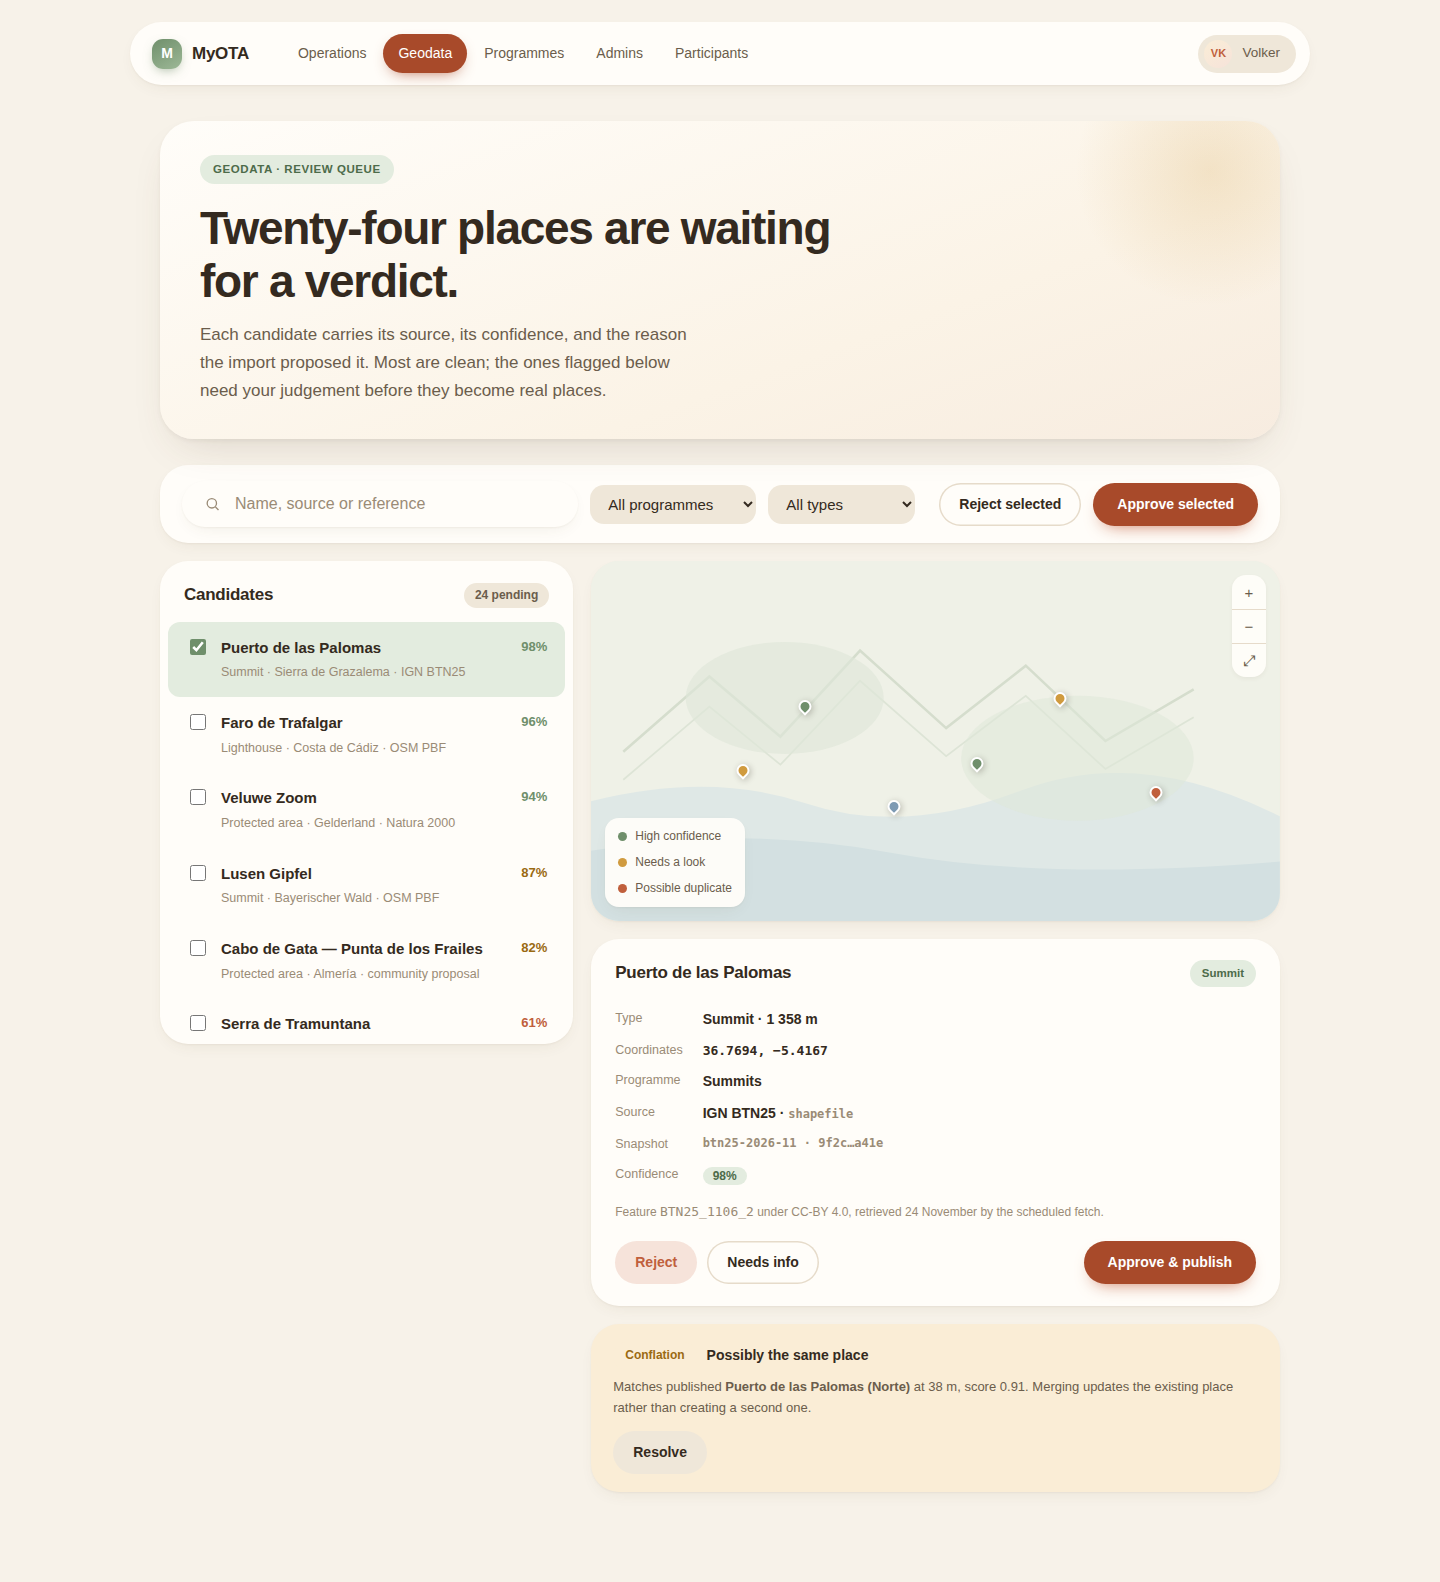 M MyOTA Operations Geodata Programmes Admins Participants VK Volker
GEODATA · REVIEW QUEUE
Twenty-four places are waiting
for a verdict.
Each candidate carries its source, its confidence, and the reason
the import proposed it. Most are clean; the ones flagged below
need your judgement before they become real places.
Name, source or reference All programmes All types Reject selected Approve selected
Candidates 24 pending
Puerto de las Palomas 98%
Summit · Sierra de Grazalema · IGN BTN25
Faro de Trafalgar 96%
Lighthouse · Costa de Cádiz · OSM PBF
Veluwe Zoom 94%
Protected area · Gelderland · Natura 2000
Lusen Gipfel 87%
Summit · Bayerischer Wald · OSM PBF
Cabo de Gata — Punta de los Frailes 82%
Protected area · Almería · community proposal
Serra de Tramuntana 61%
+
−
High confidence
Needs a look
Possible duplicate
Puerto de las Palomas Summit
Type Summit · 1 358 m
Coordinates 36.7694, −5.4167
Programme Summits
Source IGN BTN25 · shapefile
Snapshot btn25-2026-11 · 9f2c…a41e
Confidence 98%
Feature BTN25_1106_2 under CC-BY 4.0, retrieved 24 November by the scheduled fetch.
Reject Needs info Approve & publish
Conflation Possibly the same place
Matches published Puerto de las Palomas (Norte) at 38 m, score 0.91. Merging updates the existing place
rather than creating a second one.
Resolve